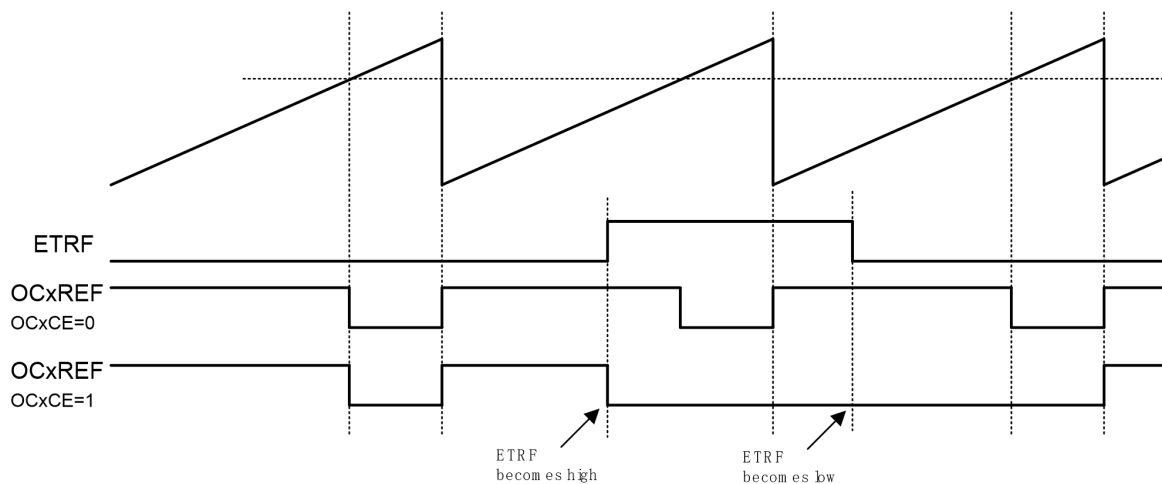 ETRF
OCxREF
OCxCE=0
OCxREF
OCxCE=1
ETRF
becomes high
ETRF
becomes low